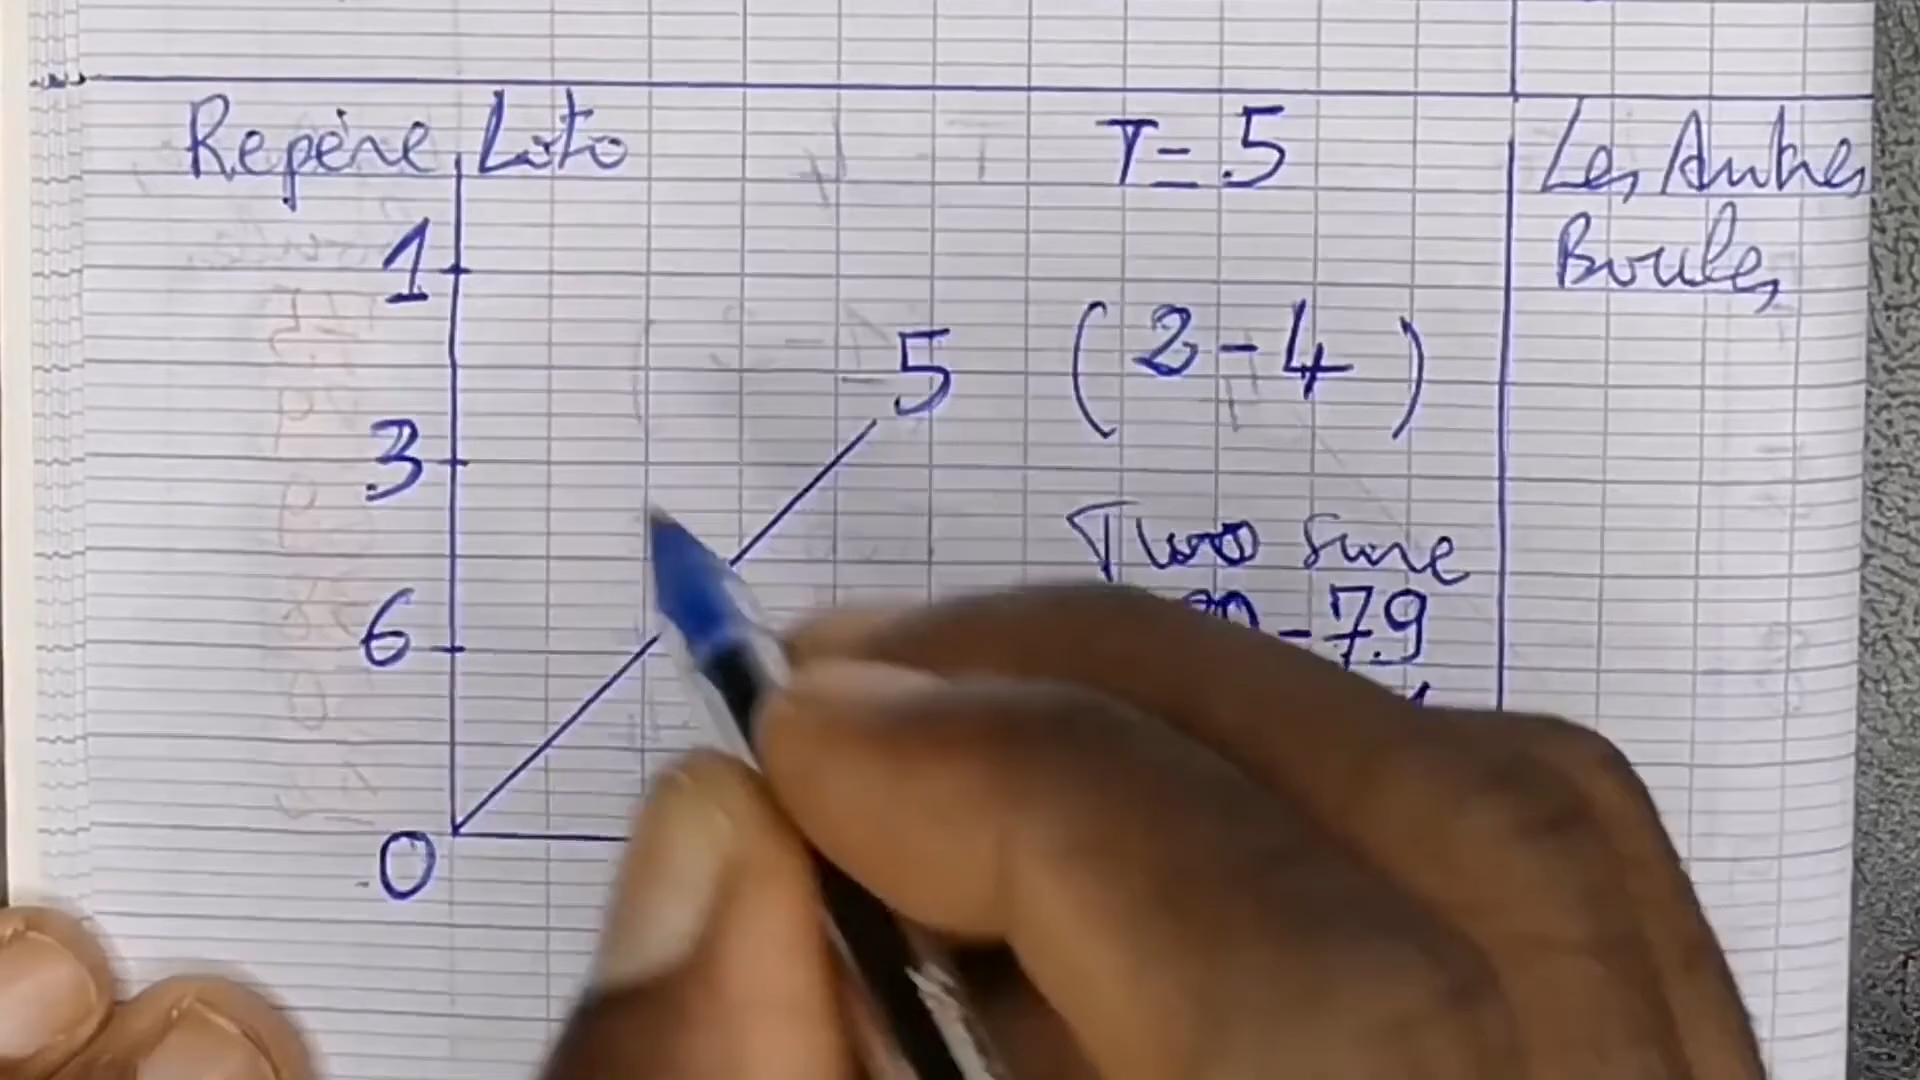 Repère Loto
T = 5
Les Autres
Boules
1
5
(2 - 4)
3
Two sure
- 79
6
0